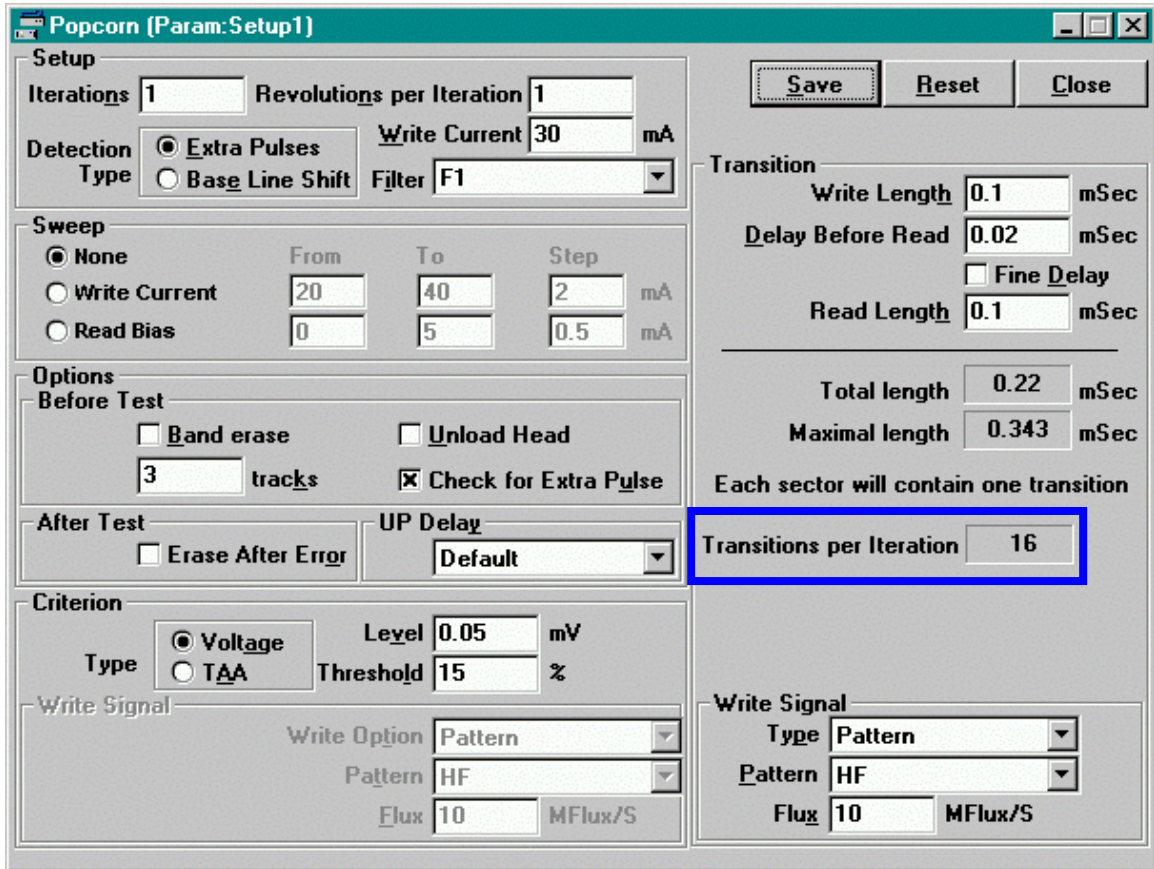 Popcorn (Param:Setup1)
Setup
Iterations 1 Revolutions per Iteration 1
Write Current 30 mA
Detection Type Extra Pulses
Base Line Shift Filter F1
Save Reset Close
Sweep
None From To Step
Write Current 20 40 2 mA
Read Bias 0 5 0.5 mA
Options
Before Test
Band erase Unload Head
3 tracks Check for Extra Pulse
After Test
Erase After Error
UP Delay
Default
Criterion
Type Voltage Level 0.05 mV
TAA Threshold 15 %
Write Signal
Write Option Pattern
Pattern HF
Flux 10 MFlux/S
Transition
Write Length 0.1 mSec
Delay Before Read 0.02 mSec
Fine Delay
Read Length 0.1 mSec
Total length 0.22 mSec
Maximal length 0.343 mSec
Each sector will contain one transition
Transitions per Iteration 16
Write Signal
Type Pattern
Pattern HF
Flux 10 MFlux/S